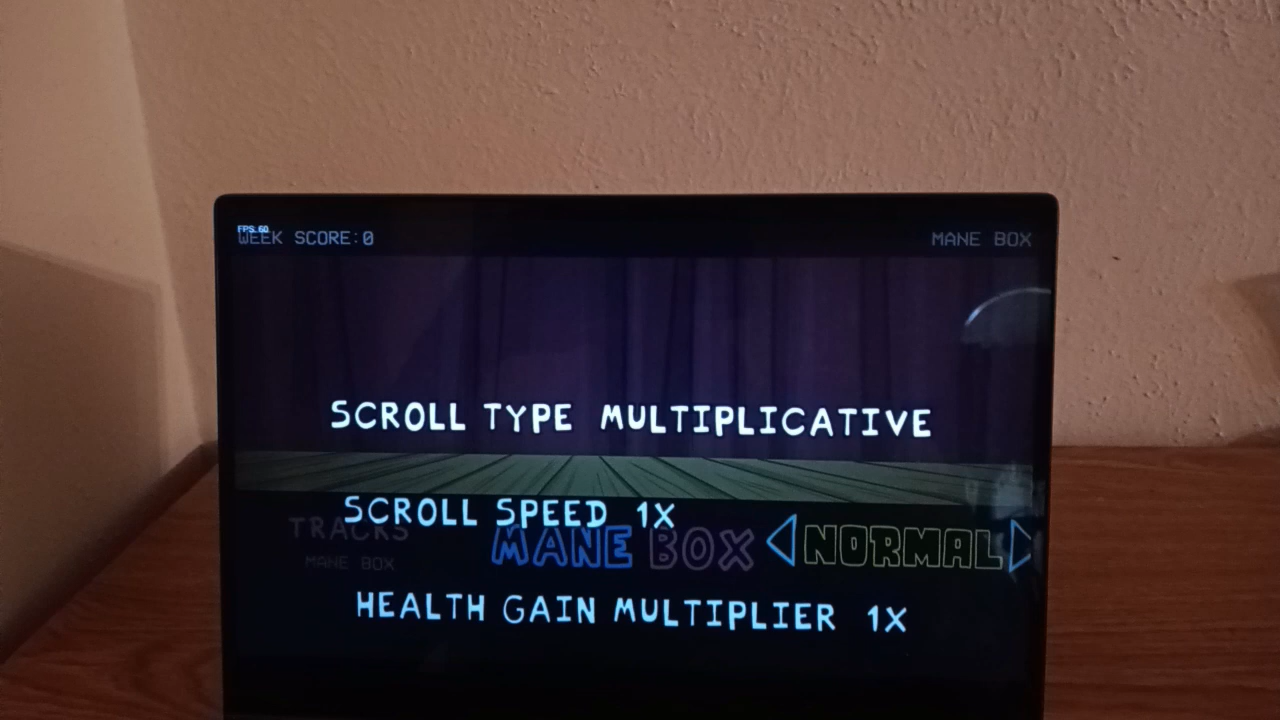 FPS: 60
WEEK SCORE:0
MANE BOX
SCROLL TYPE MULTIPLICATIVE
SCROLL SPEED 1X
TRACKS
MANE BOX
NORMAL
MANE BOX
HEALTH GAIN MULTIPLIER 1X